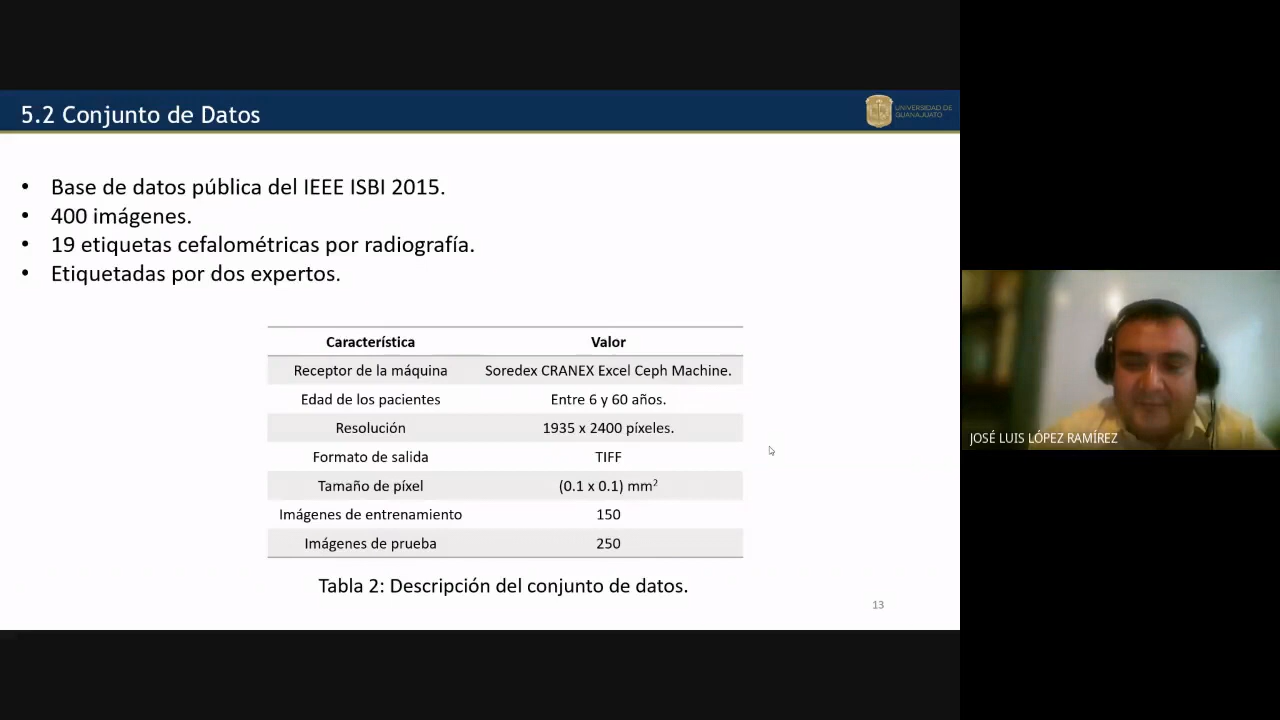 5.2 Conjunto de Datos
UNIVERSIDAD DE
GUANAJUATO
• Base de datos pública del IEEE ISBI 2015.
• 400 imágenes.
• 19 etiquetas cefalométricas por radiografía.
• Etiquetadas por dos expertos.
Característica Valor
Receptor de la máquina Soredex CRANEX Excel Ceph Machine.
Edad de los pacientes Entre 6 y 60 años.
Resolución 1935 x 2400 píxeles.
Formato de salida TIFF
Tamaño de píxel (0.1 x 0.1) mm²
Imágenes de entrenamiento 150
Imágenes de prueba 250
Tabla 2: Descripción del conjunto de datos.
13
JOSÉ LUIS LÓPEZ RAMÍREZ